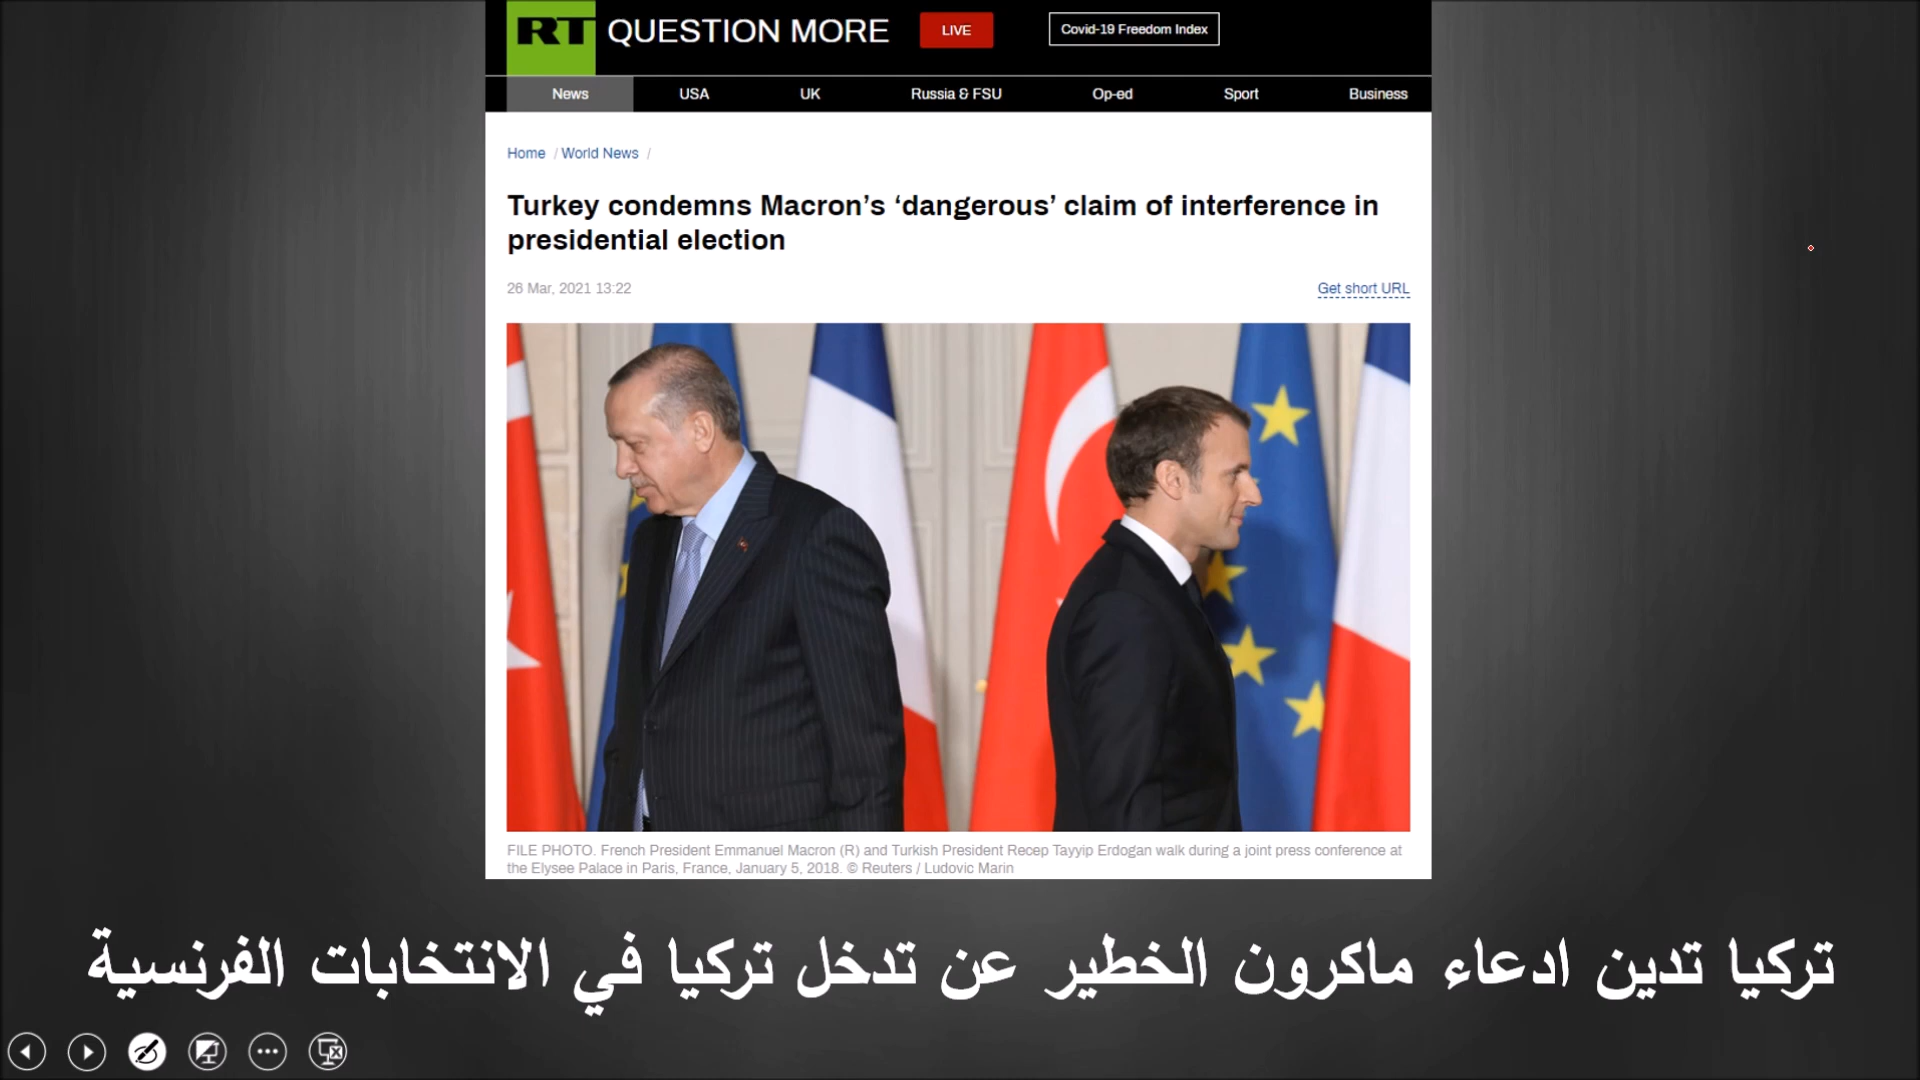 RT QUESTION MORE LIVE Covid-19 Freedom Index
News USA UK Russia & FSU Op-ed Sport Business
Home / World News /
Turkey condemns Macron’s ‘dangerous’ claim of interference in
presidential election
26 Mar, 2021 13:22 Get short URL
FILE PHOTO. French President Emmanuel Macron (R) and Turkish President Recep Tayyip Erdogan walk during a joint press conference at
the Elysee Palace in Paris, France, January 5, 2018. © Reuters / Ludovic Marin
تركيا تدين ادعاء ماكرون الخطير عن تدخل تركيا في الانتخابات الفرنسية